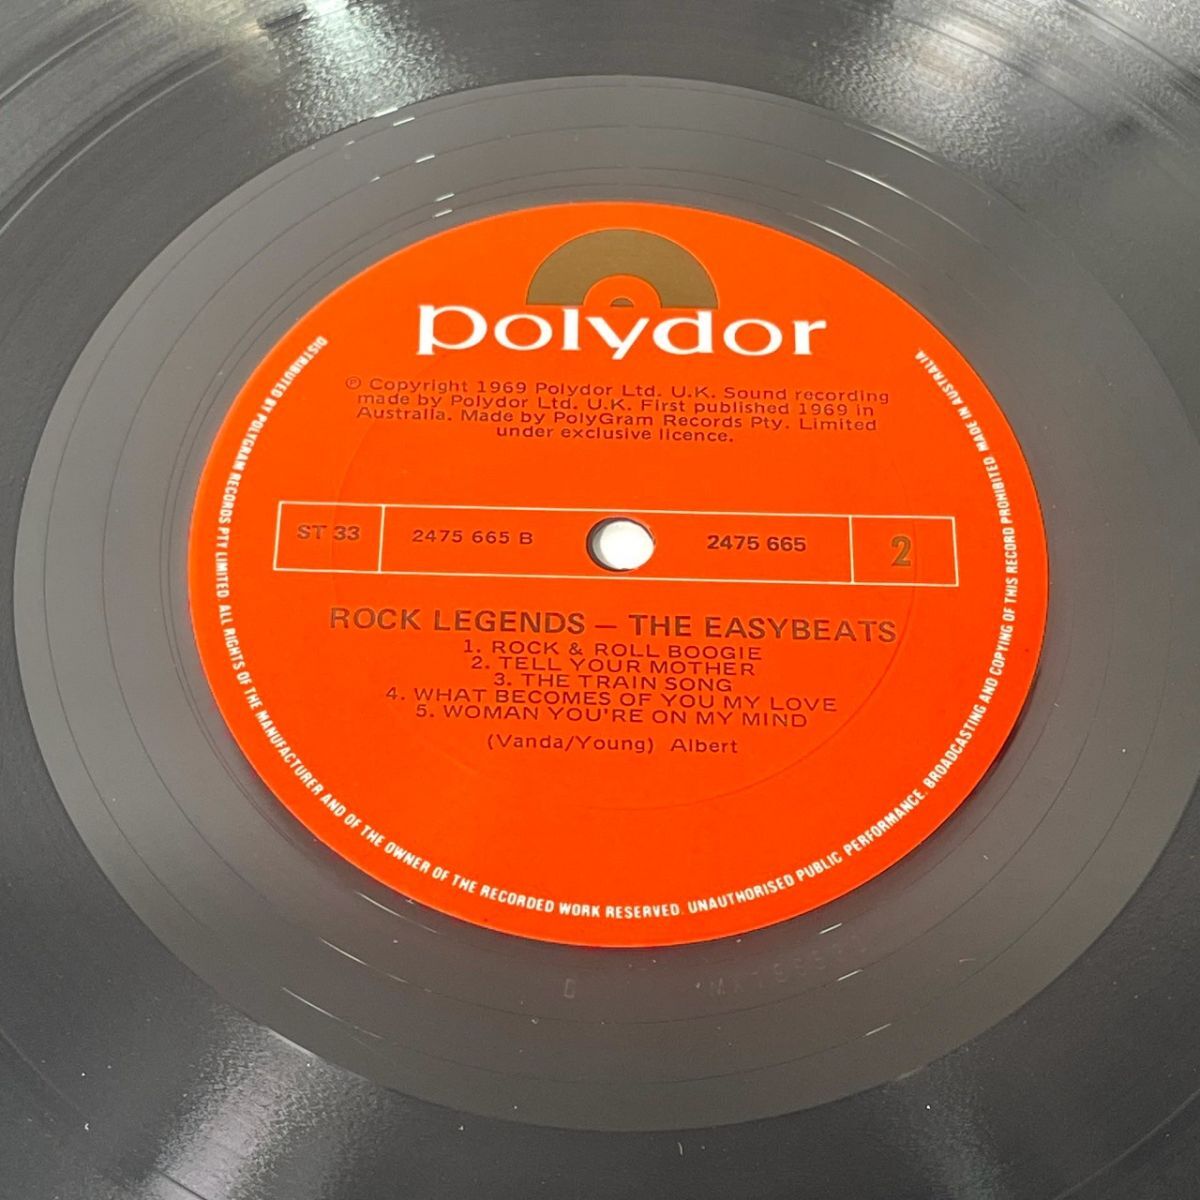 polydor
℗ Copyright 1969 Polydor Ltd. U.K. Sound recording
made by Polydor Ltd. U.K. First published 1969 in
Australia. Made by PolyGram Records Pty. Limited
under exclusive licence.
ST 33
2475 665 B
2475 665
2
ROCK LEGENDS — THE EASYBEATS
1. ROCK & ROLL BOOGIE
2. TELL YOUR MOTHER
3. THE TRAIN SONG
4. WHAT BECOMES OF YOU MY LOVE
5. WOMAN YOU'RE ON MY MIND
(Vanda/Young) Albert
DISTRIBUTED BY POLYGRAM RECORDS PTY LIMITED. ALL RIGHTS OF THE MANUFACTURER AND OF THE OWNER OF THE RECORDED WORK RESERVED. UNAUTHORISED PUBLIC PERFORMANCE. BROADCASTING AND COPYING OF THIS RECORD PROHIBITED MADE IN AUSTRALIA.